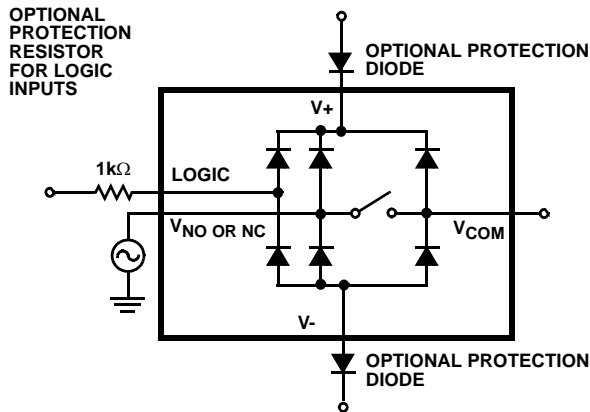 OPTIONAL
PROTECTION
RESISTOR
FOR LOGIC
INPUTS
OPTIONAL PROTECTION
DIODE
V+
1kΩ
LOGIC
VNO OR NC
VCOM
V-
OPTIONAL PROTECTION
DIODE